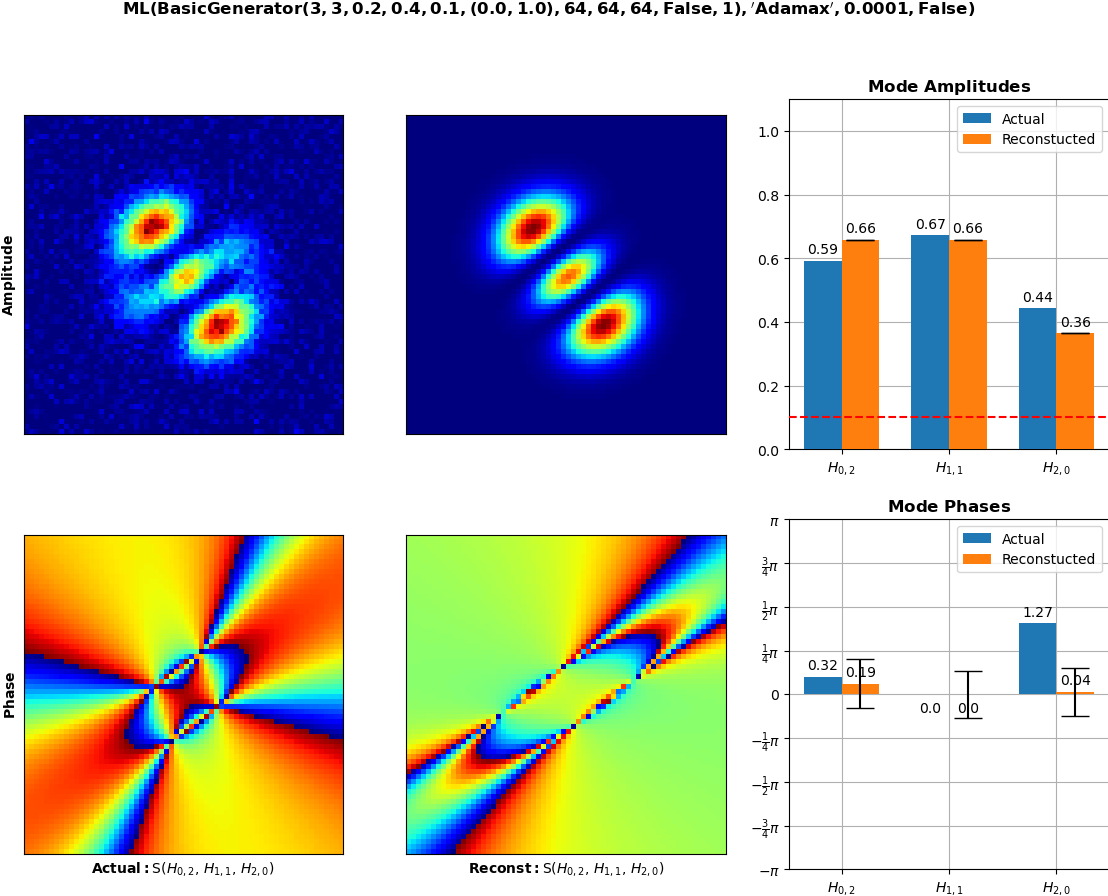 ML(BasicGenerator(3, 3, 0.2, 0.4, 0.1, (0.0, 1.0), 64, 64, 64, False, 1), ′Adamax′, 0.0001, False)
Amplitude
Mode Amplitudes
Actual
Reconstucted
1.0
0.8
0.6
0.4
0.2
0.0
0.59
0.66
0.67
0.66
0.44
0.36
H0,2
H1,1
H2,0
Phase
Actual: S(H0,2, H1,1, H2,0)
Reconst: S(H0,2, H1,1, H2,0)
Mode Phases
Actual
Reconstucted
π
3/4π
1/2π
1/4π
0
−1/4π
−1/2π
−3/4π
−π
0.32
0.19
0.0
0.0
1.27
0.04
H0,2
H1,1
H2,0